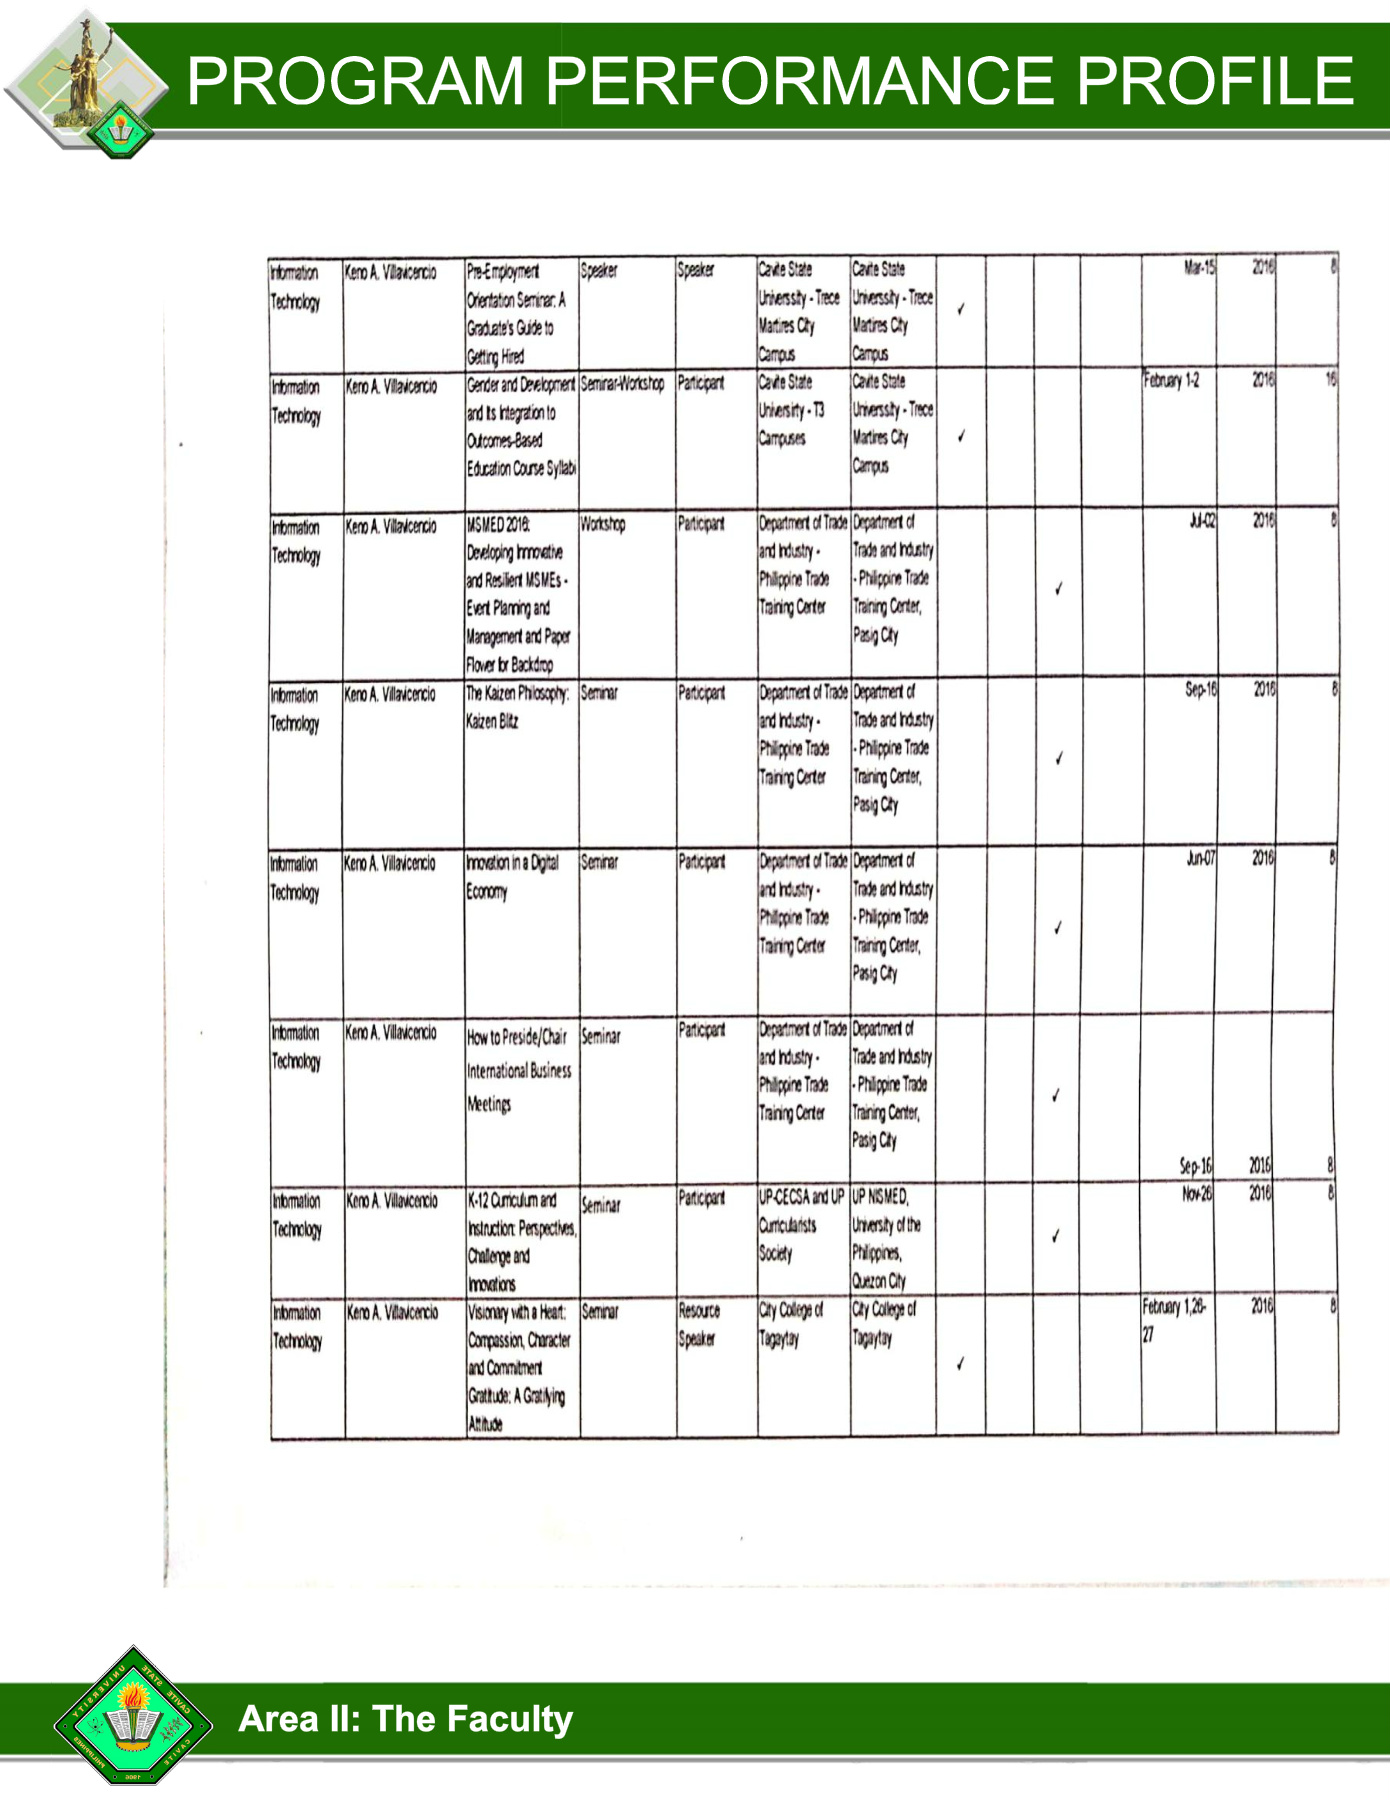 PROGRAM PERFORMANCE PROFILE
Information Technology Keno A. Villavicencio Pre-Employment Orientation Seminar: A Graduate's Guide to Getting Hired Speaker Speaker Cavite State Universsity - Trece Martires City Campus Cavite State Universsity - Trece Martires City Campus ✓ Mar-15 2016 8
Information Technology Keno A. Villavicencio Gender and Development and Its Integration to Outcomes-Based Education Course Syllabi Seminar-Workshop Participant Cavite State University - T3 Campuses Cavite State Universsity - Trece Martires City Campus ✓ February 1-2 2016 16
Information Technology Keno A. Villavicencio MSMED 2016: Developing Innnovative and Resilient MSMEs - Event Planning and Management and Paper Flower for Backdrop Workshop Participant Department of Trade and Industry - Philippine Trade Training Center Department of Trade and Industry - Philippine Trade Training Center, Pasig City ✓ Jul-02 2016 8
Information Technology Keno A. Villavicencio The Kaizen Philosophy: Kaizen Blitz Seminar Participant Department of Trade and Industry - Philippine Trade Training Center Department of Trade and Industry - Philippine Trade Training Center, Pasig City ✓ Sep-16 2016 8
Information Technology Keno A. Villavicencio Innovation in a Digital Economy Seminar Participant Department of Trade and Industry - Philippine Trade Training Center Department of Trade and Industry - Philippine Trade Training Center, Pasig City ✓ Jun-07 2016 8
Information Technology Keno A. Villavicencio How to Preside/Chair International Business Meetings Seminar Participant Department of Trade and Industry - Philippine Trade Training Center Department of Trade and Industry - Philippine Trade Training Center, Pasig City ✓ Sep-16 2016 8
Information Technology Keno A. Villavicencio K-12 Curriculum and Instruction: Perspectives, Challenge and Innovations Seminar Participant UP-CECSA and UP Curricularists Society UP NISMED, University of the Philippines, Quezon City ✓ Nov-26 2016 8
Information Technology Keno A. Villavicencio Visionary with a Heart: Compassion, Character and Commitment Gratitude: A Gratifying Attitude Seminar Resource Speaker City College of Tagaytay City College of Tagaytay ✓ February 1,26-27 2016 8
CAVITE STATE UNIVERSITY
CAVITE PHILIPPINES
1906
Area II: The Faculty